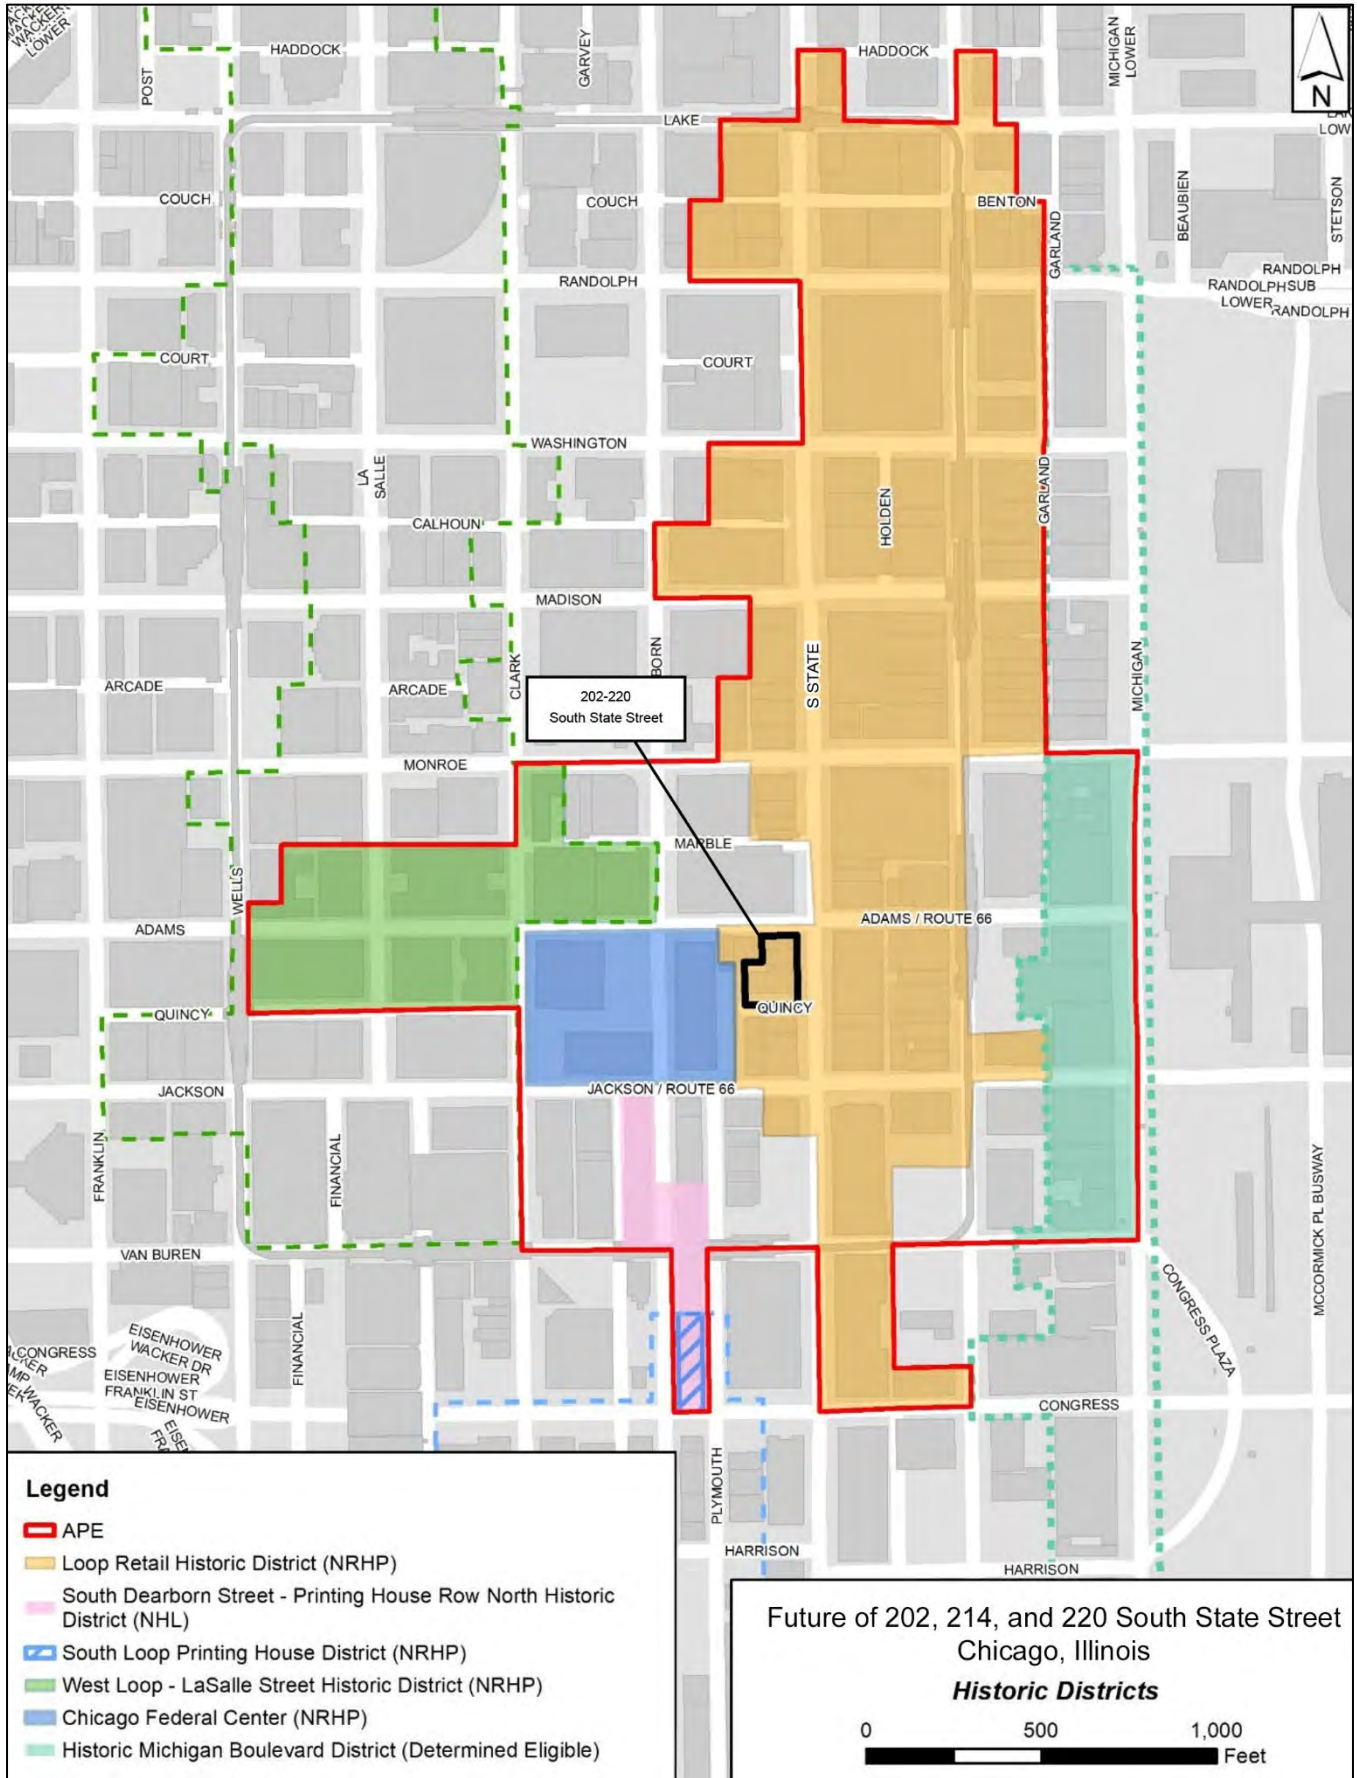 WACKER
LOWER
HADDOCK
HADDOCK
POST
GARVEY
MICHIGAN
LOWER
N
LAKE
LOW
COUCH
COUCH
BENTON
GARLAND
BEAUBIEN
STETSON
RANDOLPH
RANDOLPH
RANDOLPH
SUB
LOWER
RANDOLPH
COURT
COURT
WASHINGTON
LA
SALLE
GARLAND
HOLDEN
CALHOUN
MADISON
BORN
S STATE
MICHIGAN
ARCADE
ARCADE
CLARK
202-220
South State Street
MONROE
MARBLE
WELLS
ADAMS
ADAMS / ROUTE 66
QUINCY
QUINCY
JACKSON
JACKSON / ROUTE 66
FRANKLIN
FINANCIAL
MCCORMICK PL BUSWAY
VAN BUREN
CONGRESS PLAZA
FINANCIAL
EISENHOWER
WACKER DR
CONGRESS
EISENHOWER
FRANKLIN ST
EISENHOWER
WACKER
CONGRESS
PLYMOUTH
HARRISON
HARRISON
Legend
APE
Loop Retail Historic District (NRHP)
South Dearborn Street - Printing House Row North Historic
District (NHL)
South Loop Printing House District (NRHP)
West Loop - LaSalle Street Historic District (NRHP)
Chicago Federal Center (NRHP)
Historic Michigan Boulevard District (Determined Eligible)
Future of 202, 214, and 220 South State Street
Chicago, Illinois
Historic Districts
0 500 1,000
Feet